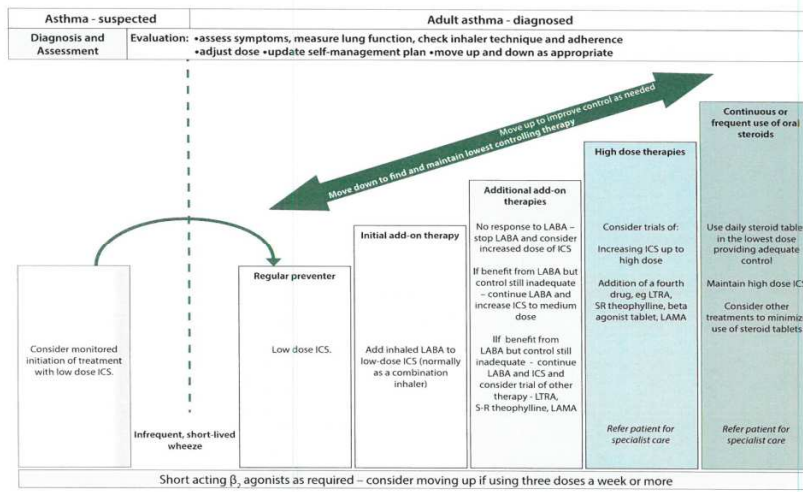 Asthma - suspected
Adult asthma - diagnosed
Diagnosis and
Assessment
Evaluation: •assess symptoms, measure lung function, check inhaler technique and adherence
•adjust dose •update self-management plan •move up and down as appropriate
Move up to improve control as needed
Move down to find and maintain lowest controlling therapy
Consider monitored
initiation of treatment
with low dose ICS.
Infrequent, short-lived
wheeze
Regular preventer
Low dose ICS.
Initial add-on therapy
Add inhaled LABA to
low-dose ICS (normally
as a combination
inhaler)
Additional add-on
therapies
No response to LABA –
stop LABA and consider
increased dose of ICS
If benefit from LABA but
control still inadequate
– continue LABA and
increase ICS to medium
dose
IIf benefit from
LABA but control still
inadequate - continue
LABA and ICS and
consider trial of other
therapy - LTRA,
S-R theophylline, LAMA
High dose therapies
Consider trials of:
Increasing ICS up to
high dose
Addition of a fourth
drug, eg LTRA,
SR theophylline, beta
agonist tablet, LAMA
Refer patient for
specialist care
Continuous or
frequent use of oral
steroids
Use daily steroid table
in the lowest dose
providing adequate
control
Maintain high dose ICS
Consider other
treatments to minimize
use of steroid tablets
Refer patient for
specialist care
Short acting β₂ agonists as required – consider moving up if using three doses a week or more